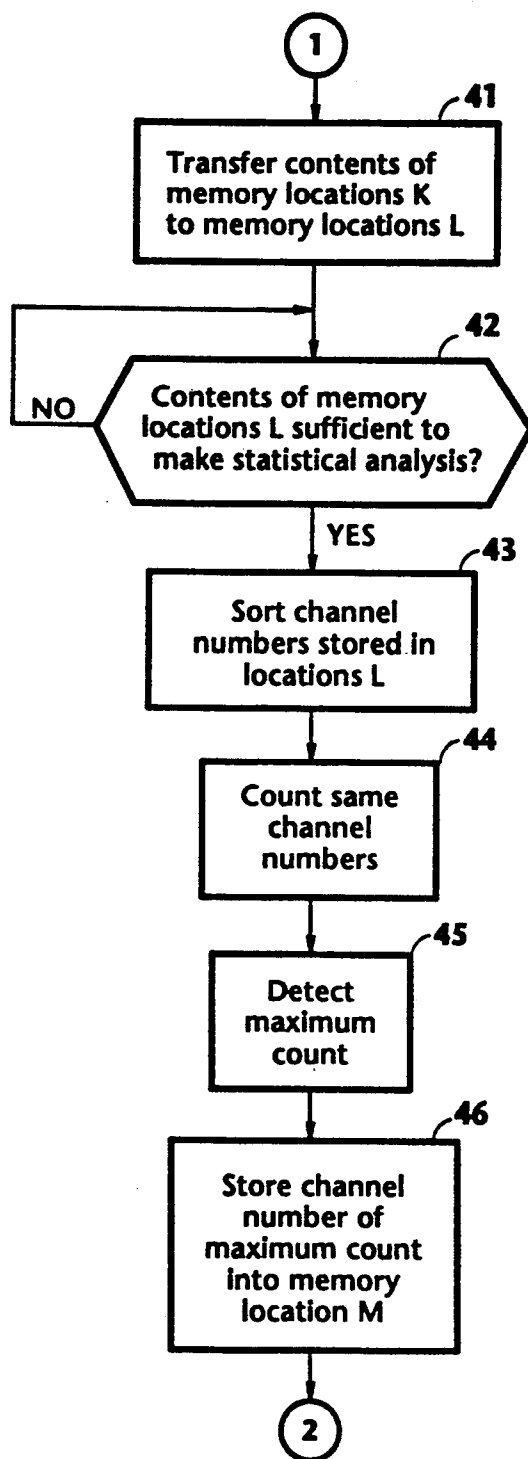 1
41
Transfer contents of
memory locations K
to memory locations L
42
Contents of memory
locations L sufficient to
make statistical analysis?
NO
YES
43
Sort channel
numbers stored in
locations L
44
Count same
channel
numbers
45
Detect
maximum
count
46
Store channel
number of
maximum count
into memory
location M
2